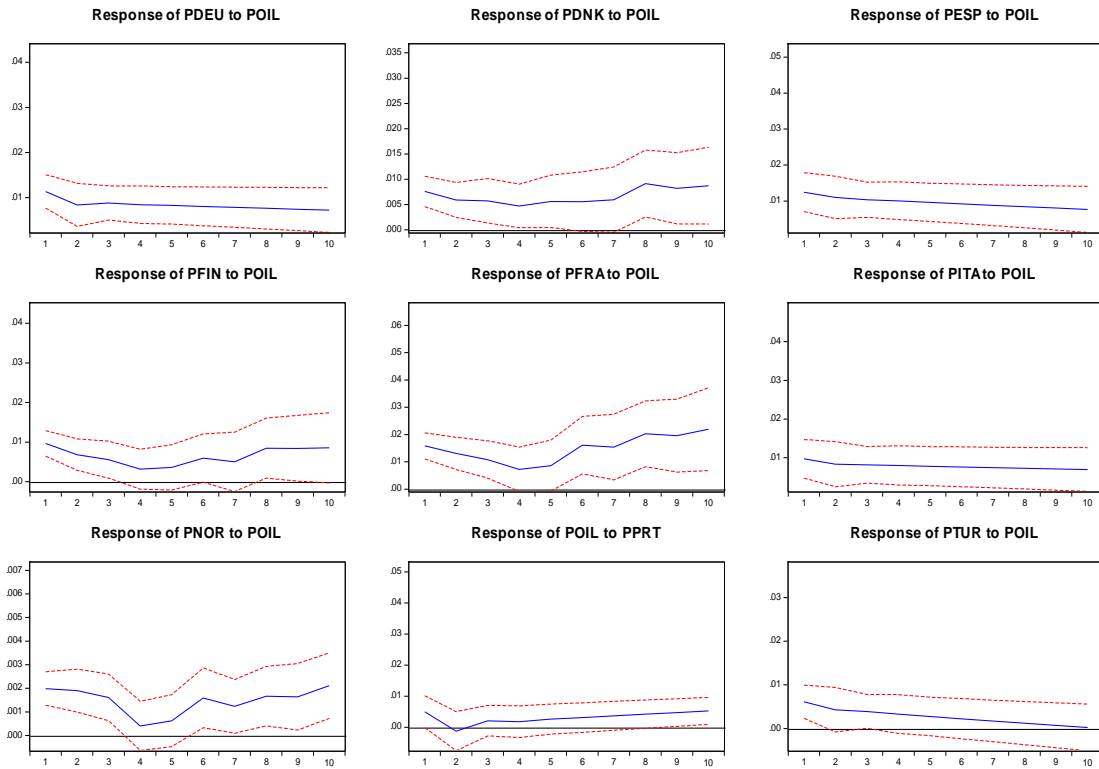 Response of PDEU to POIL
.04
.03
.02
.01
1 2 3 4 5 6 7 8 9 10
Response of PDNK to POIL
.035
.030
.025
.020
.015
.010
.005
.000
1 2 3 4 5 6 7 8 9 10
Response of PESP to POIL
.05
.04
.03
.02
.01
1 2 3 4 5 6 7 8 9 10
Response of PFIN to POIL
.04
.03
.02
.01
.00
1 2 3 4 5 6 7 8 9 10
Response of PFRAto POIL
.06
.05
.04
.03
.02
.01
.00
1 2 3 4 5 6 7 8 9 10
Response of PITAto POIL
.04
.03
.02
.01
1 2 3 4 5 6 7 8 9 10
Response of PNOR to POIL
.007
.006
.005
.004
.003
.002
.001
.000
1 2 3 4 5 6 7 8 9 10
Response of POIL to PPRT
.05
.04
.03
.02
.01
.00
1 2 3 4 5 6 7 8 9 10
Response of PTUR to POIL
.03
.02
.01
.00
1 2 3 4 5 6 7 8 9 10